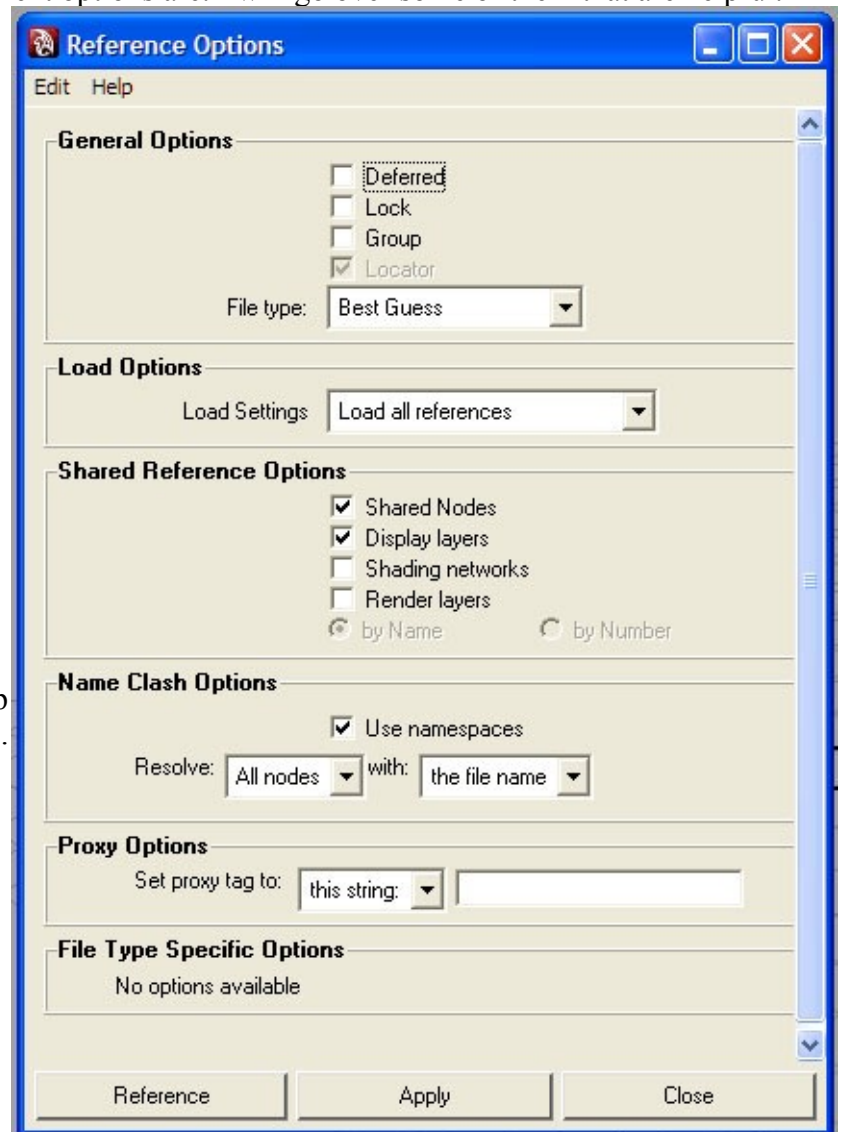 Reference Options
Edit Help
General Options
Deferred
Lock
Group
Locator
File type: Best Guess
Load Options
Load Settings Load all references
Shared Reference Options
Shared Nodes
Display layers
Shading networks
Render layers
by Name by Number
Name Clash Options
Use namespaces
Resolve: All nodes with: the file name
Proxy Options
Set proxy tag to: this string:
File Type Specific Options
No options available
Reference Apply Close